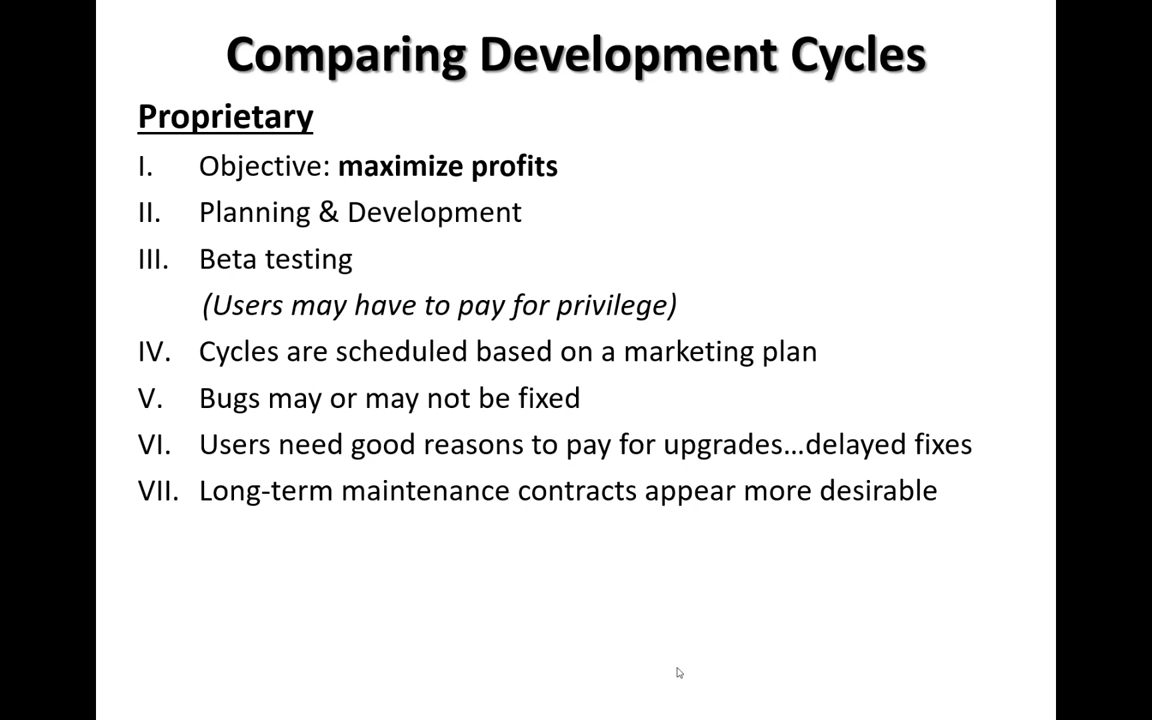 Comparing Development Cycles
Proprietary
I. Objective: maximize profits
II. Planning & Development
III. Beta testing
(Users may have to pay for privilege)
IV. Cycles are scheduled based on a marketing plan
V. Bugs may or may not be fixed
VI. Users need good reasons to pay for upgrades...delayed fixes
VII. Long-term maintenance contracts appear more desirable